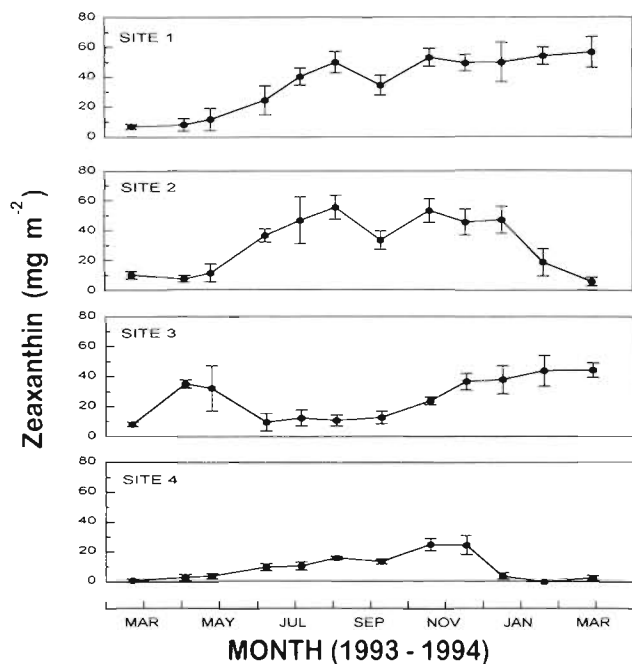 Zeaxanthin (mg m⁻²)
80
60
40
20
0
SITE 1
80
60
40
20
0
SITE 2
80
60
40
20
0
SITE 3
80
60
40
20
0
SITE 4
MAR MAY JUL SEP NOV JAN MAR
MONTH (1993 - 1994)